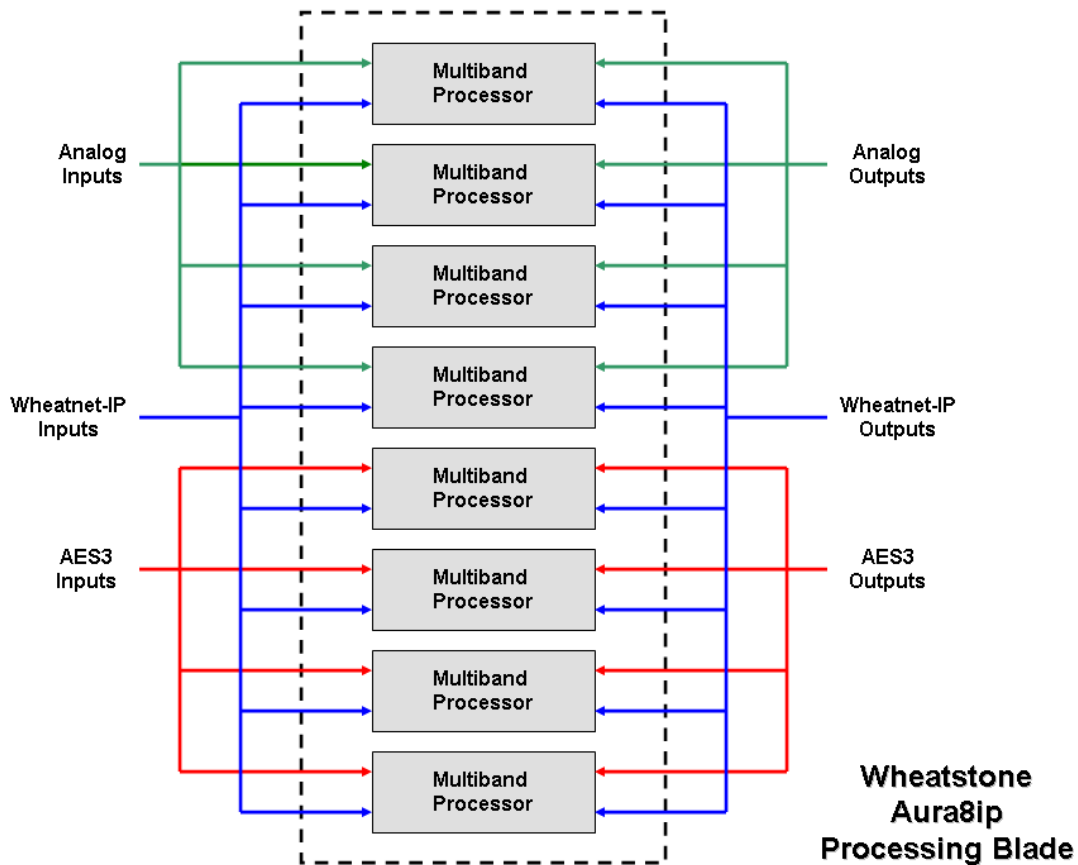 Multiband
Processor
Analog
Inputs
Multiband
Processor
Analog
Outputs
Multiband
Processor
Multiband
Processor
Wheatnet-IP
Inputs
Wheatnet-IP
Outputs
Multiband
Processor
AES3
Inputs
Multiband
Processor
AES3
Outputs
Multiband
Processor
Multiband
Processor
Wheatstone
Aura8ip
Processing Blade